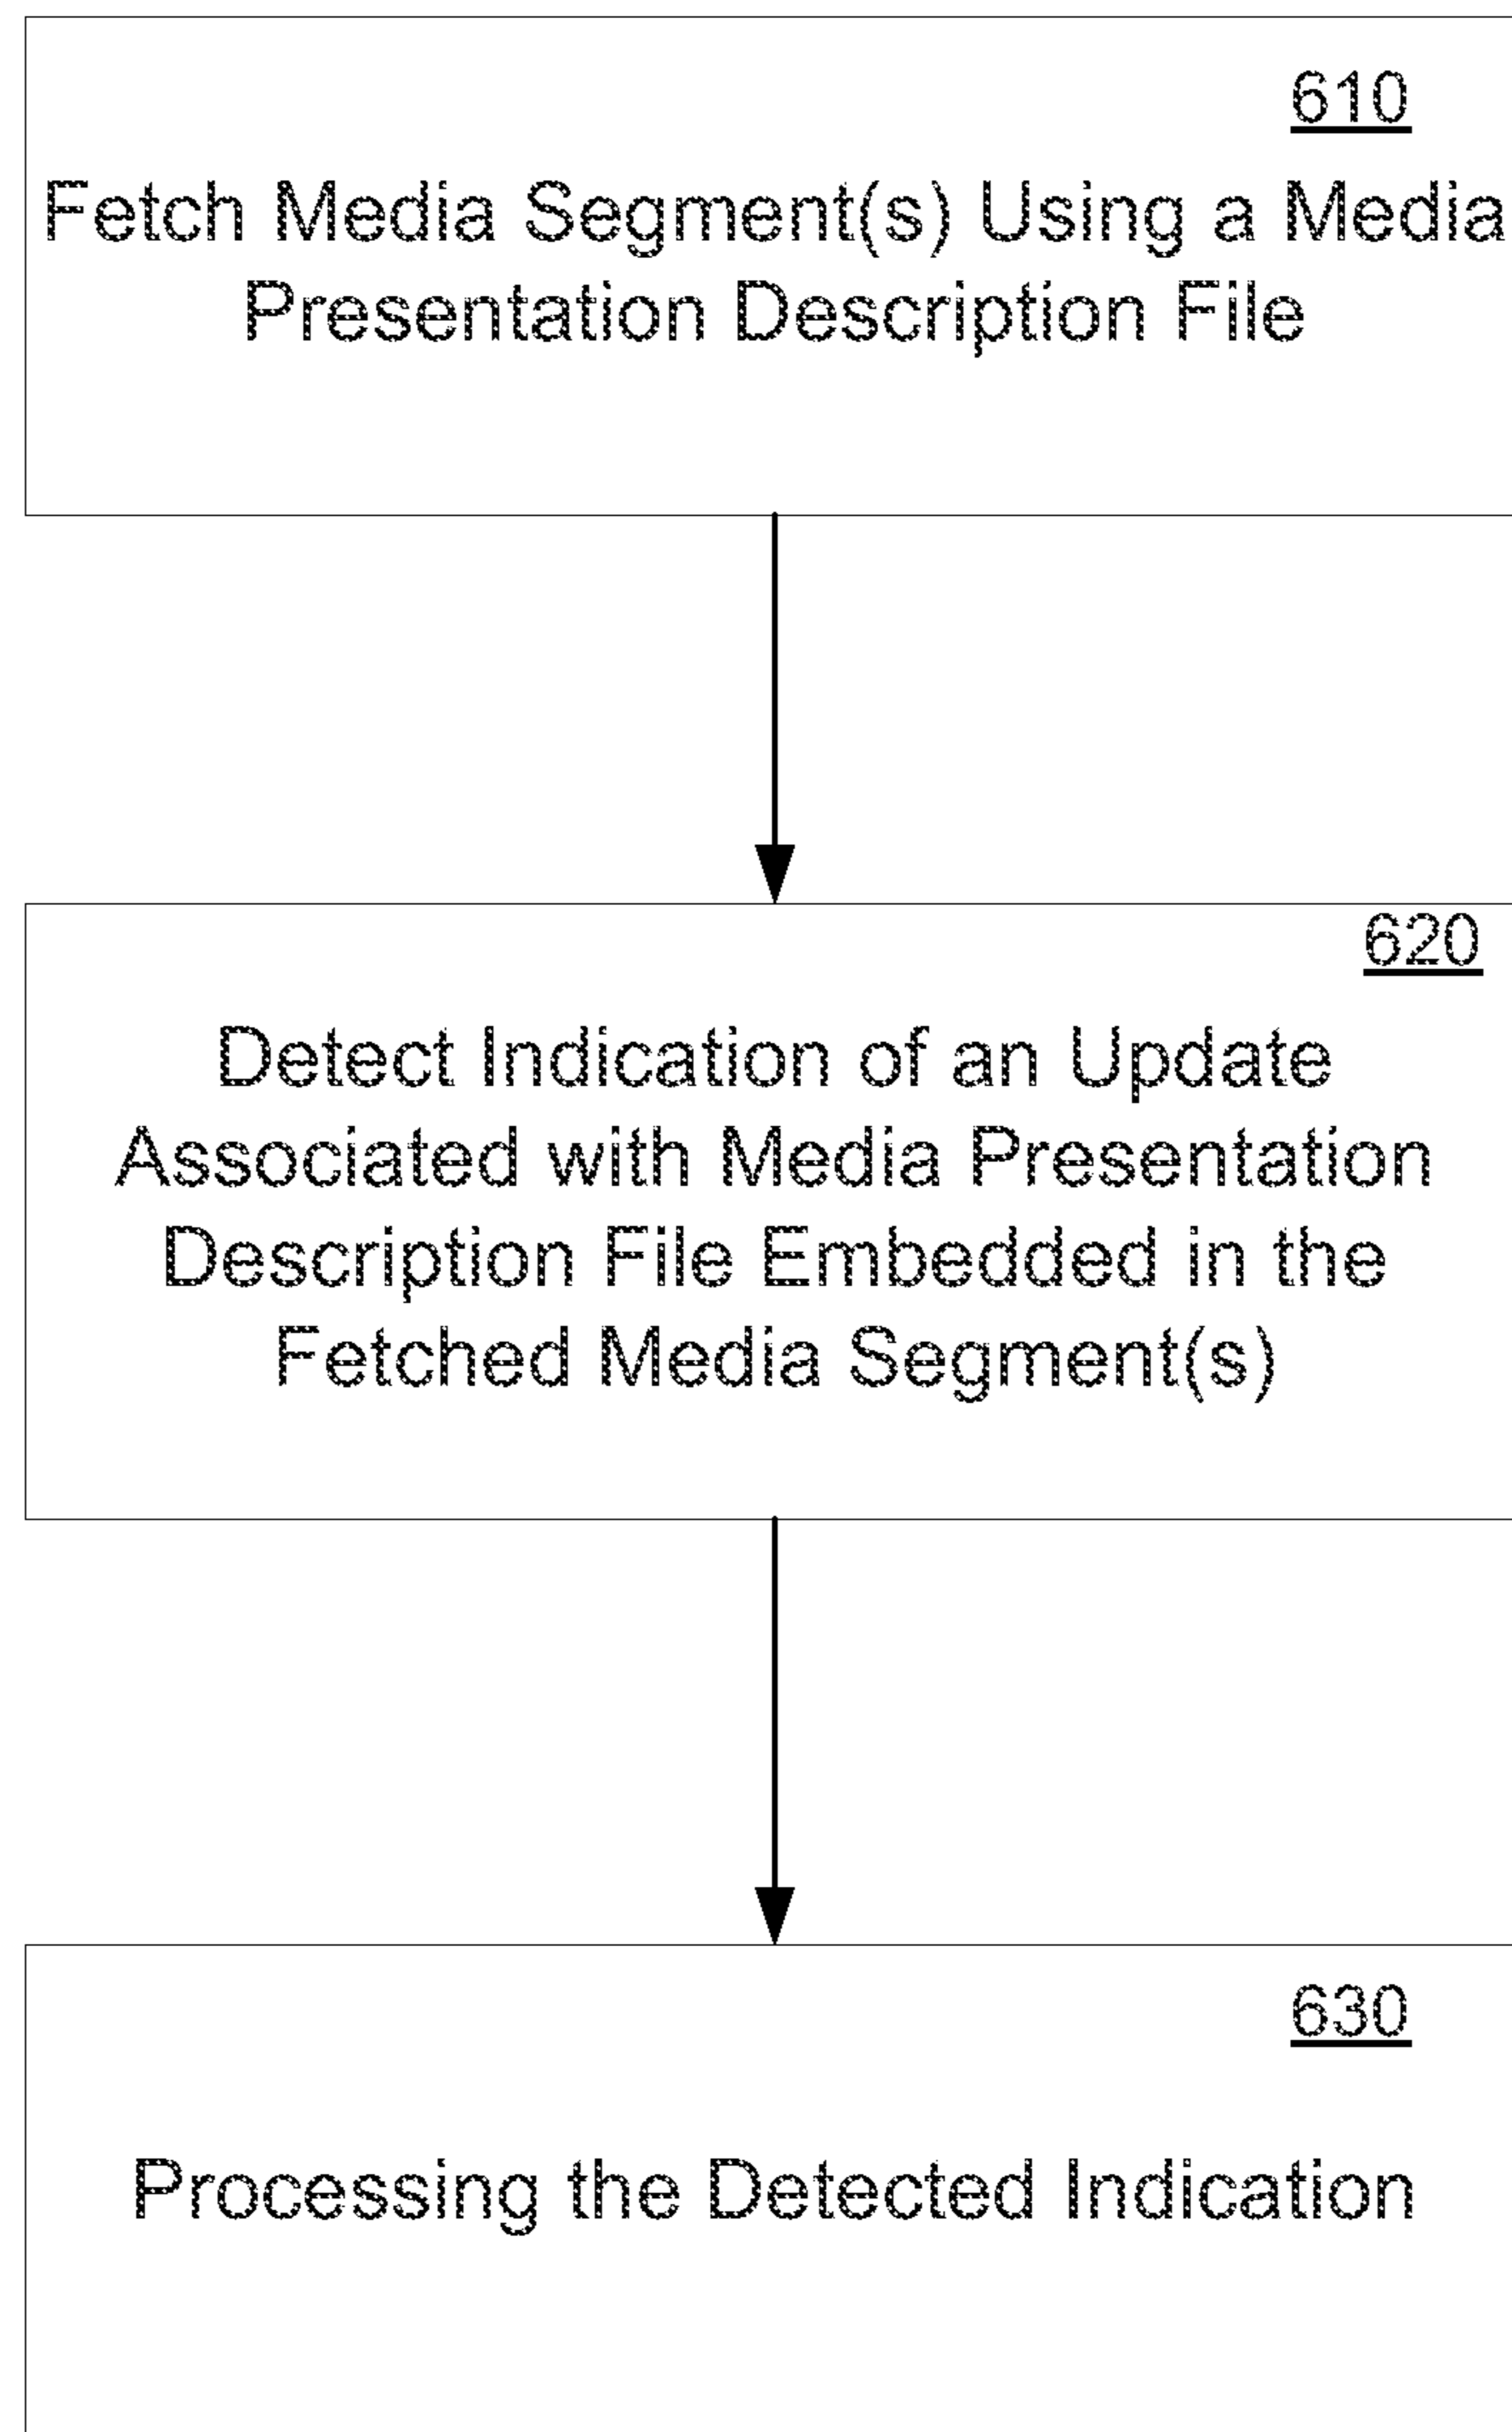 610
Fetch Media Segment(s) Using a Media
Presentation Description File
620
Detect Indication of an Update
Associated with Media Presentation
Description File Embedded in the
Fetched Media Segment(s)
630
Processing the Detected Indication